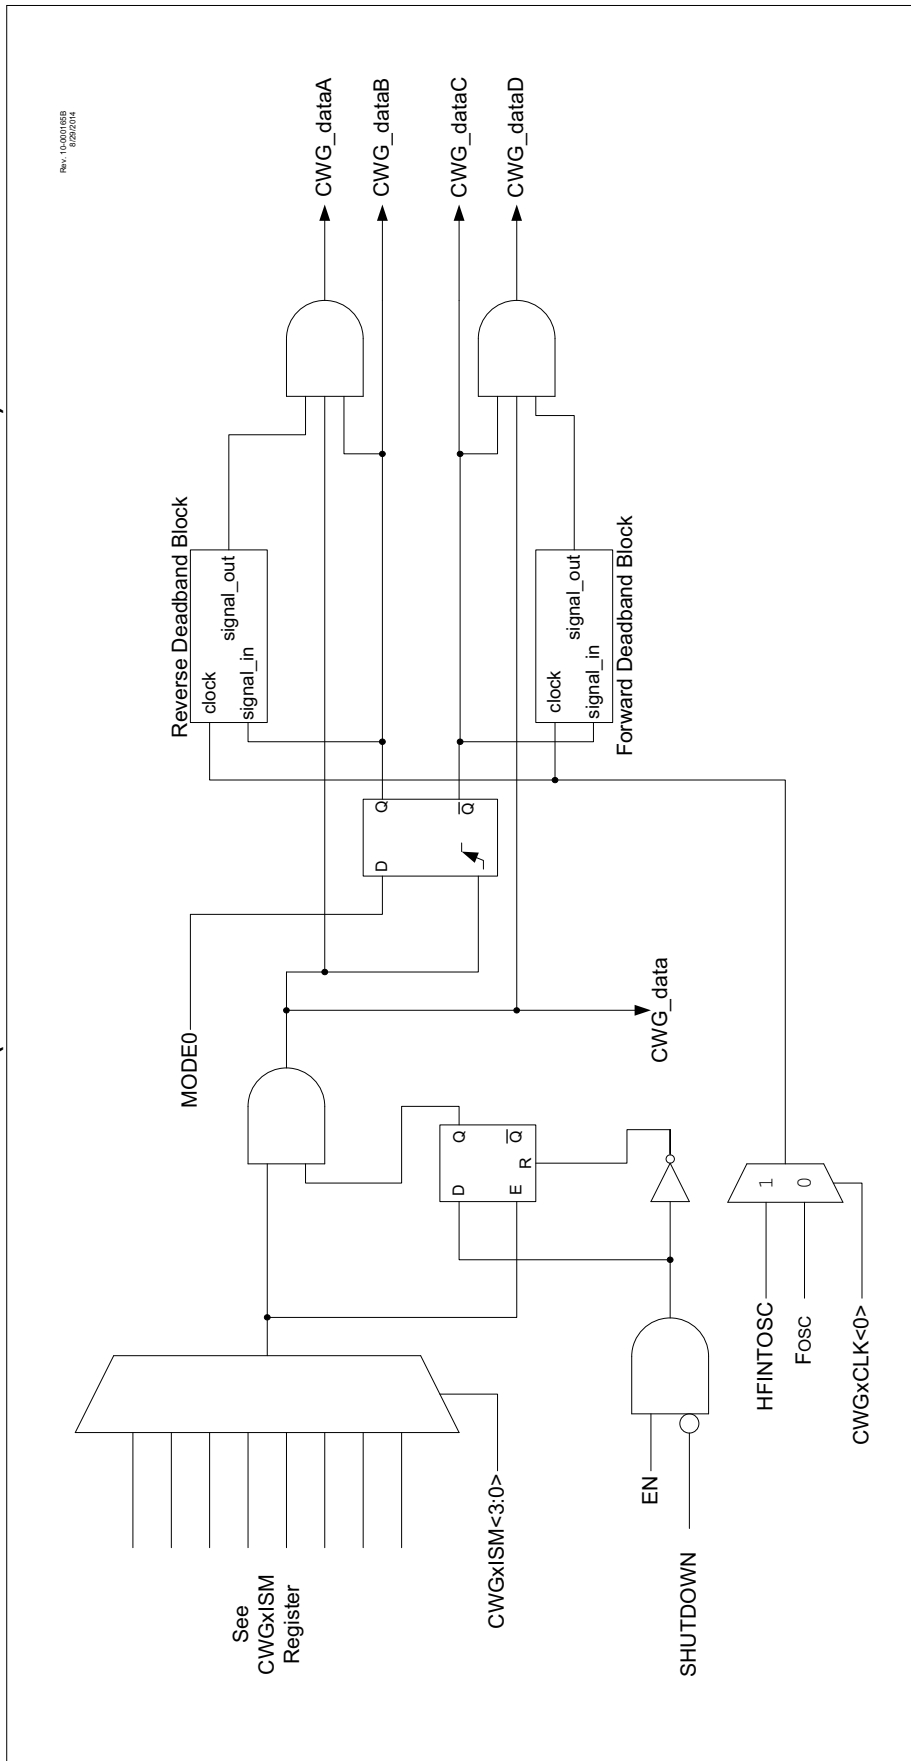 Rev. 10-000165B
8/29/2014
See
CWGxISM
Register
CWGxISM<3:0>
EN
SHUTDOWN
HFINTOSC
FOSC
CWGxCLK<0>
1
0
D
Q
E
R
Q
MODE0
CWG_data
D
Q
Q
Reverse Deadband Block
clock
signal_in
signal_out
clock
signal_in
signal_out
Forward Deadband Block
CWG_dataA
CWG_dataB
CWG_dataC
CWG_dataD